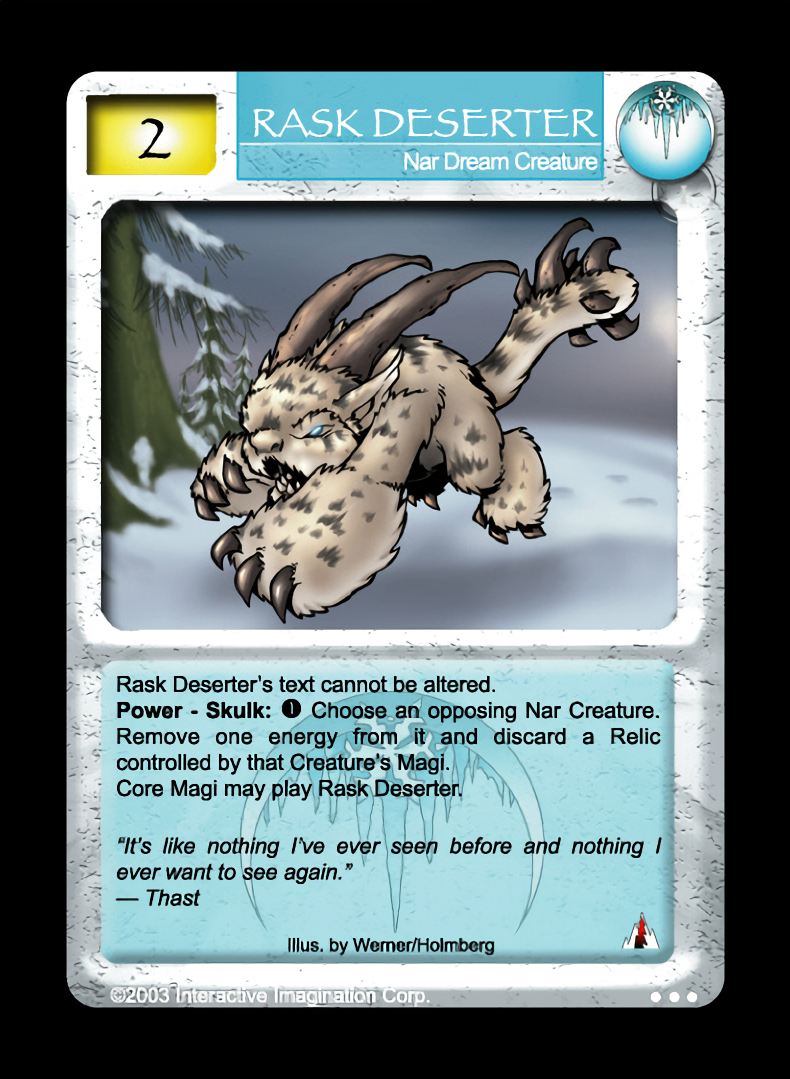 2
RASK DESERTER
Nar Dream Creature
Rask Deserter's text cannot be altered.
Power - Skulk: ❶ Choose an opposing Nar Creature.
Remove one energy from it and discard a Relic
controlled by that Creature's Magi.
Core Magi may play Rask Deserter.
"It's like nothing I've ever seen before and nothing I
ever want to see again."
— Thast
Illus. by Werner/Holmberg
©2003 Interactive Imagination Corp.